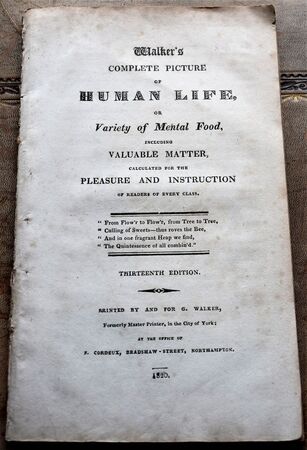 Walker's
COMPLETE PICTURE
OF
HUMAN LIFE,
OR
Variety of Mental Food,
INCLUDING
VALUABLE MATTER,
CALCULATED FOR THE
PLEASURE AND INSTRUCTION
OF READERS OF EVERY CLASS.
" From Flow'r to Flow'r, from Tree to Tree,
" Culling of Sweets—thus roves the Bee,
" And in one fragrant Heap we find,
" The Quintessence of all combin'd."
THIRTEENTH EDITION.
PRINTED BY AND FOR G. WALKER,
Formerly Master Printer, in the City of York;
AT THE OFFICE OF
F. CORDEUX, BRADSHAW-STREET, NORTHAMPTON.